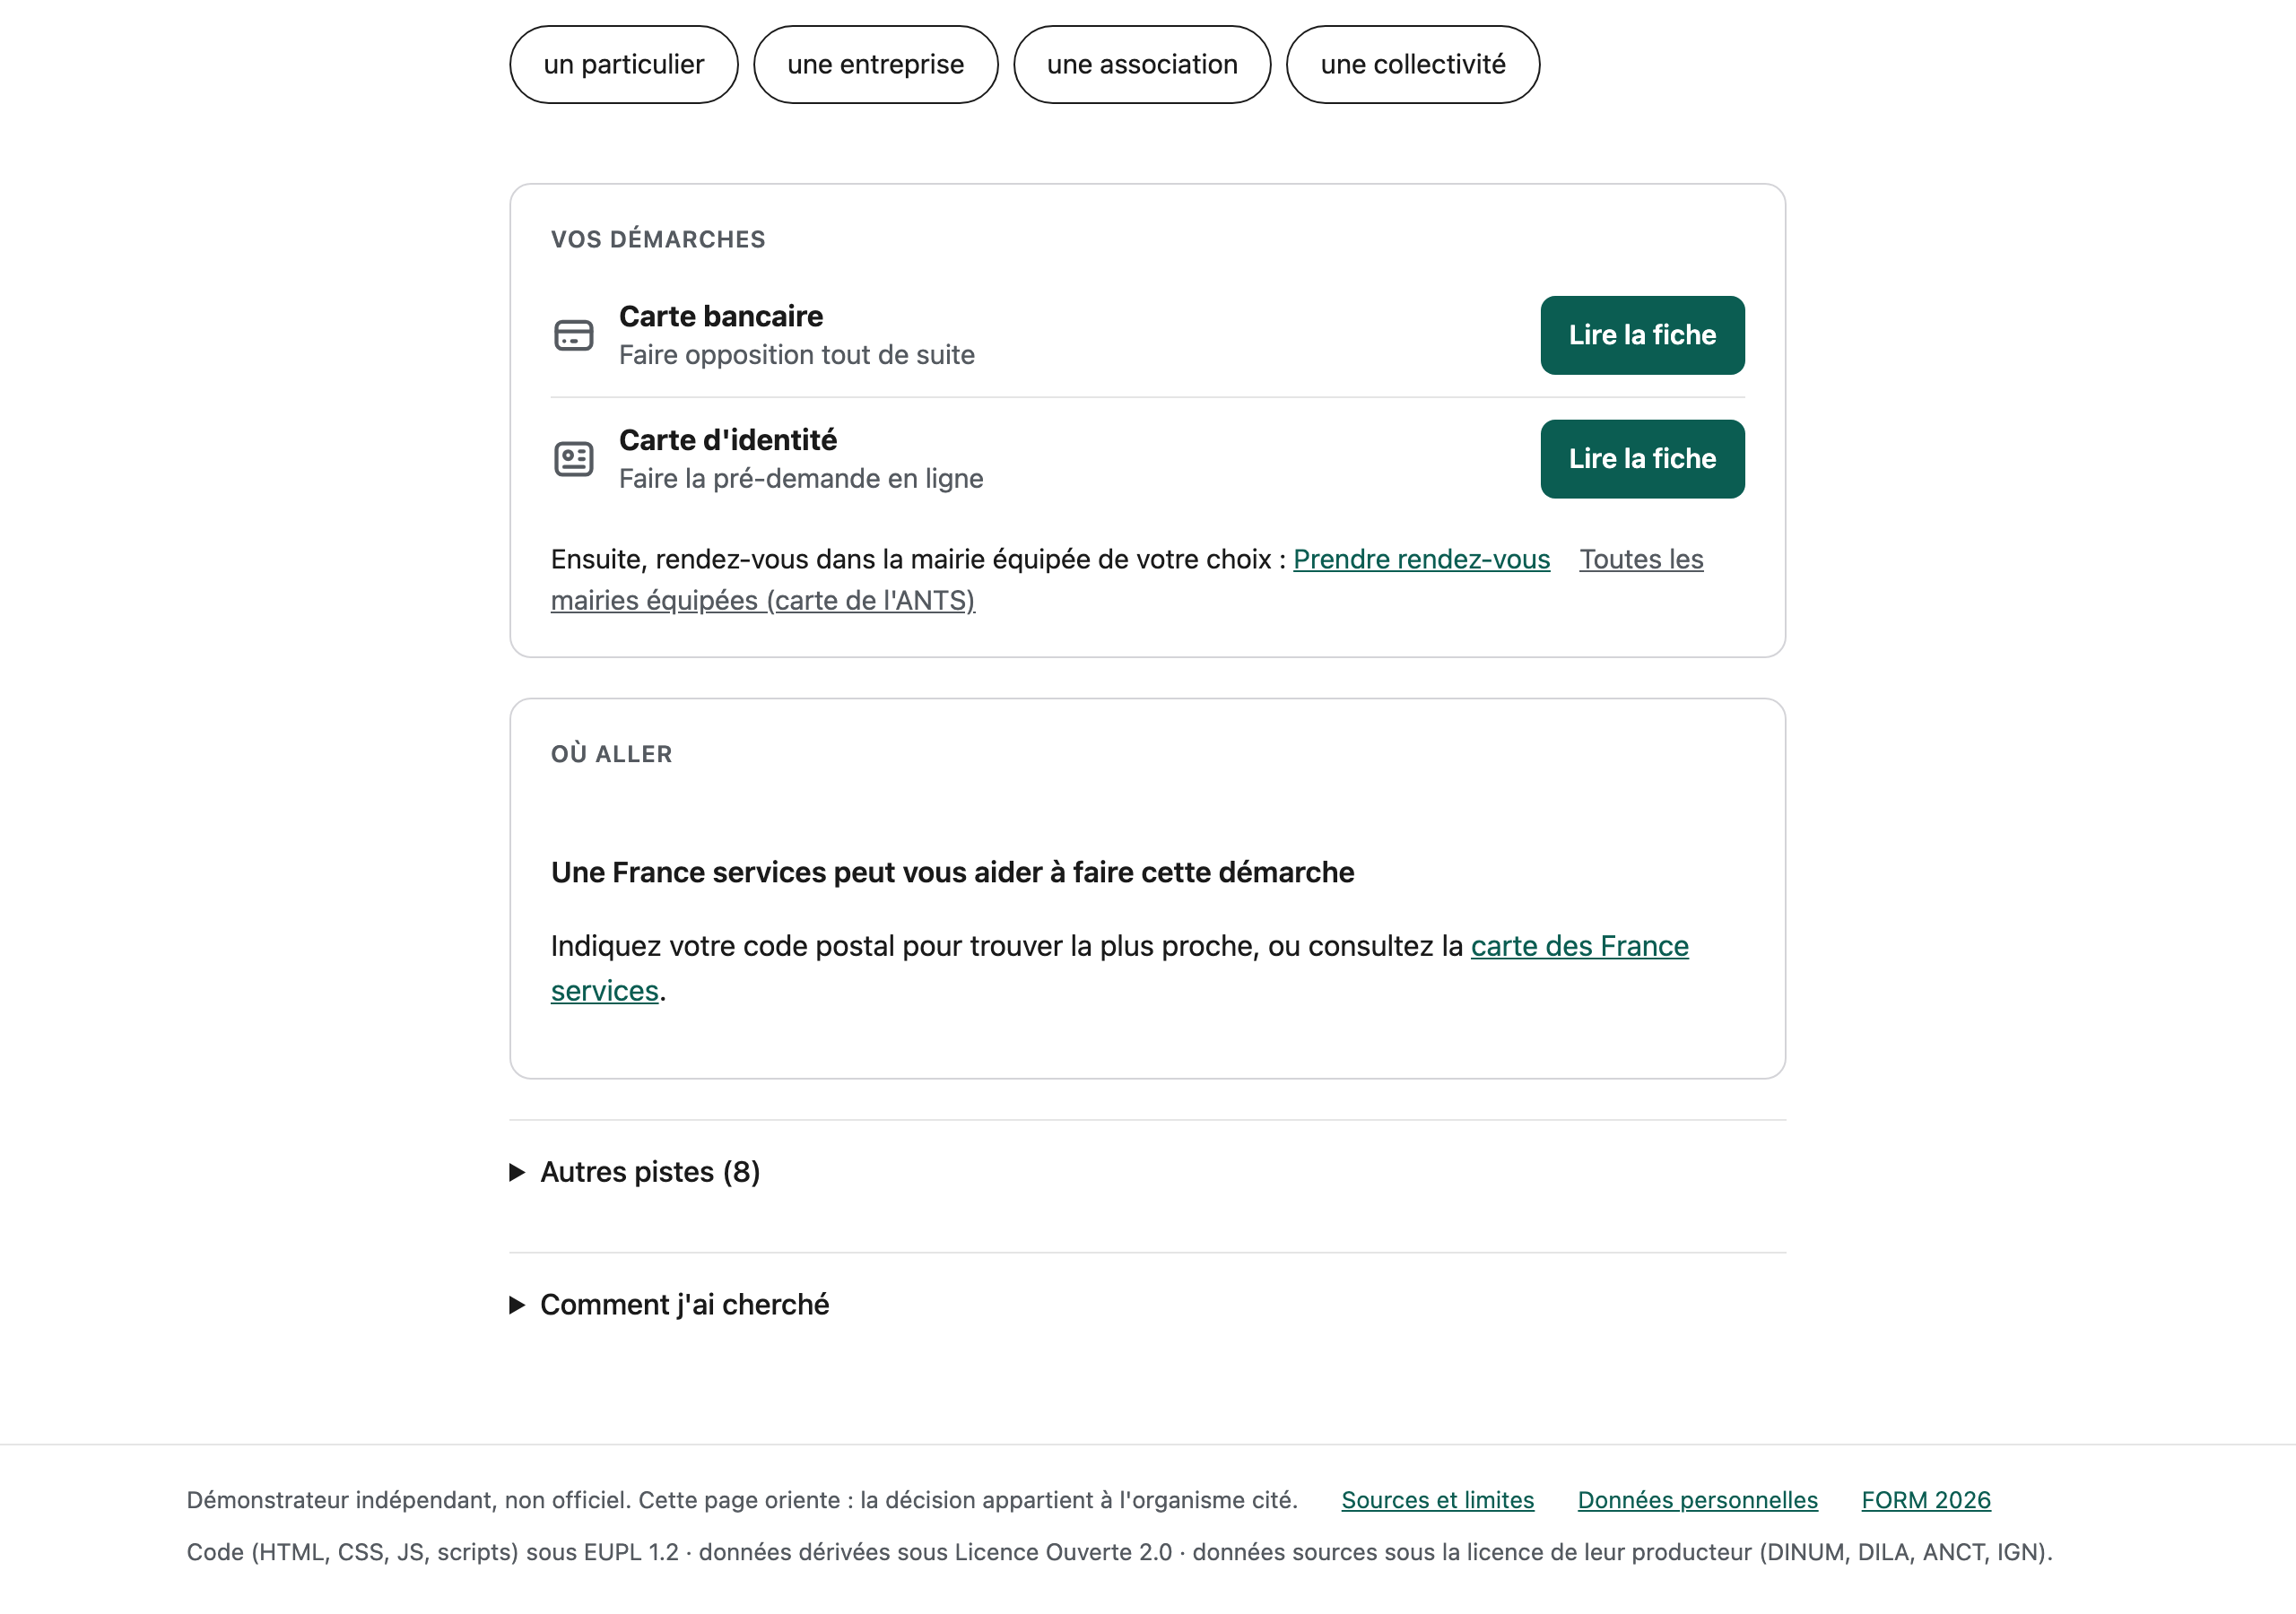 un particulier
une entreprise
une association
une collectivité
VOS DÉMARCHES
Carte bancaire
Faire opposition tout de suite
Lire la fiche
Carte d'identité
Faire la pré-demande en ligne
Lire la fiche
Ensuite, rendez-vous dans la mairie équipée de votre choix : Prendre rendez-vous Toutes les
mairies équipées (carte de l'ANTS)
OÙ ALLER
Une France services peut vous aider à faire cette démarche
Indiquez votre code postal pour trouver la plus proche, ou consultez la carte des France
services.
Autres pistes (8)
Comment j'ai cherché
Démonstrateur indépendant, non officiel. Cette page oriente : la décision appartient à l'organisme cité. Sources et limites Données personnelles FORM 2026
Code (HTML, CSS, JS, scripts) sous EUPL 1.2 · données dérivées sous Licence Ouverte 2.0 · données sources sous la licence de leur producteur (DINUM, DILA, ANCT, IGN).